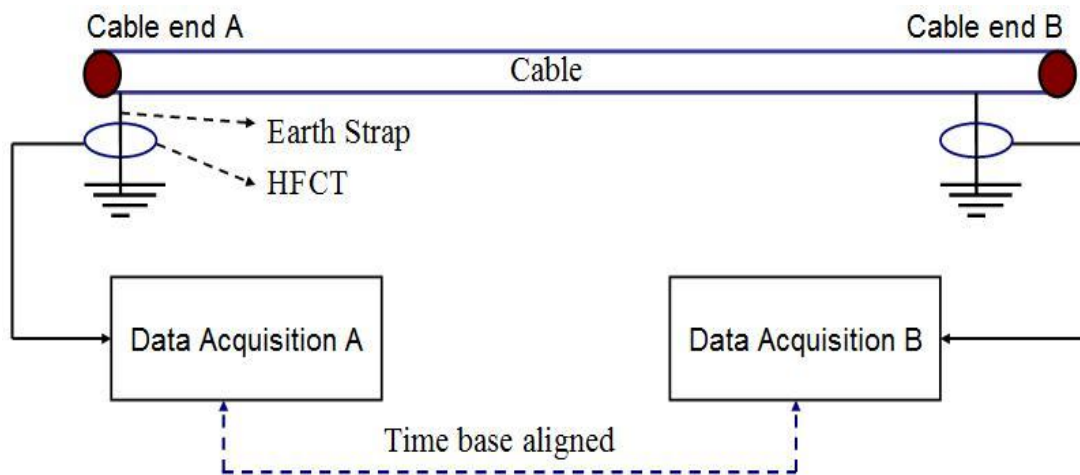 Cable end A
Cable end B
Cable
Earth Strap
HFCT
Data Acquisition A
Data Acquisition B
Time base aligned